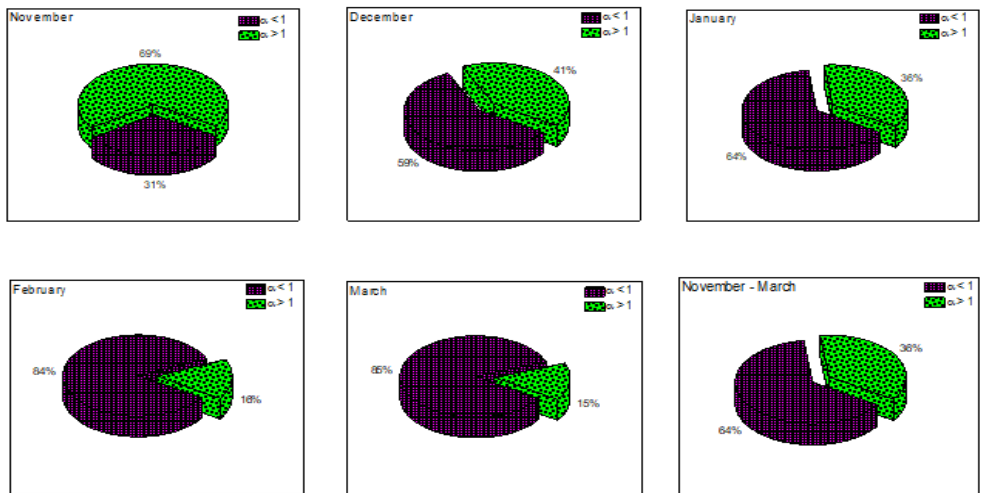 November
α < 1
α > 1
69%
31%
December
α < 1
α > 1
41%
59%
January
α < 1
α > 1
36%
64%
February
α < 1
α > 1
84%
16%
March
α < 1
α > 1
85%
15%
November - March
α < 1
α > 1
36%
64%